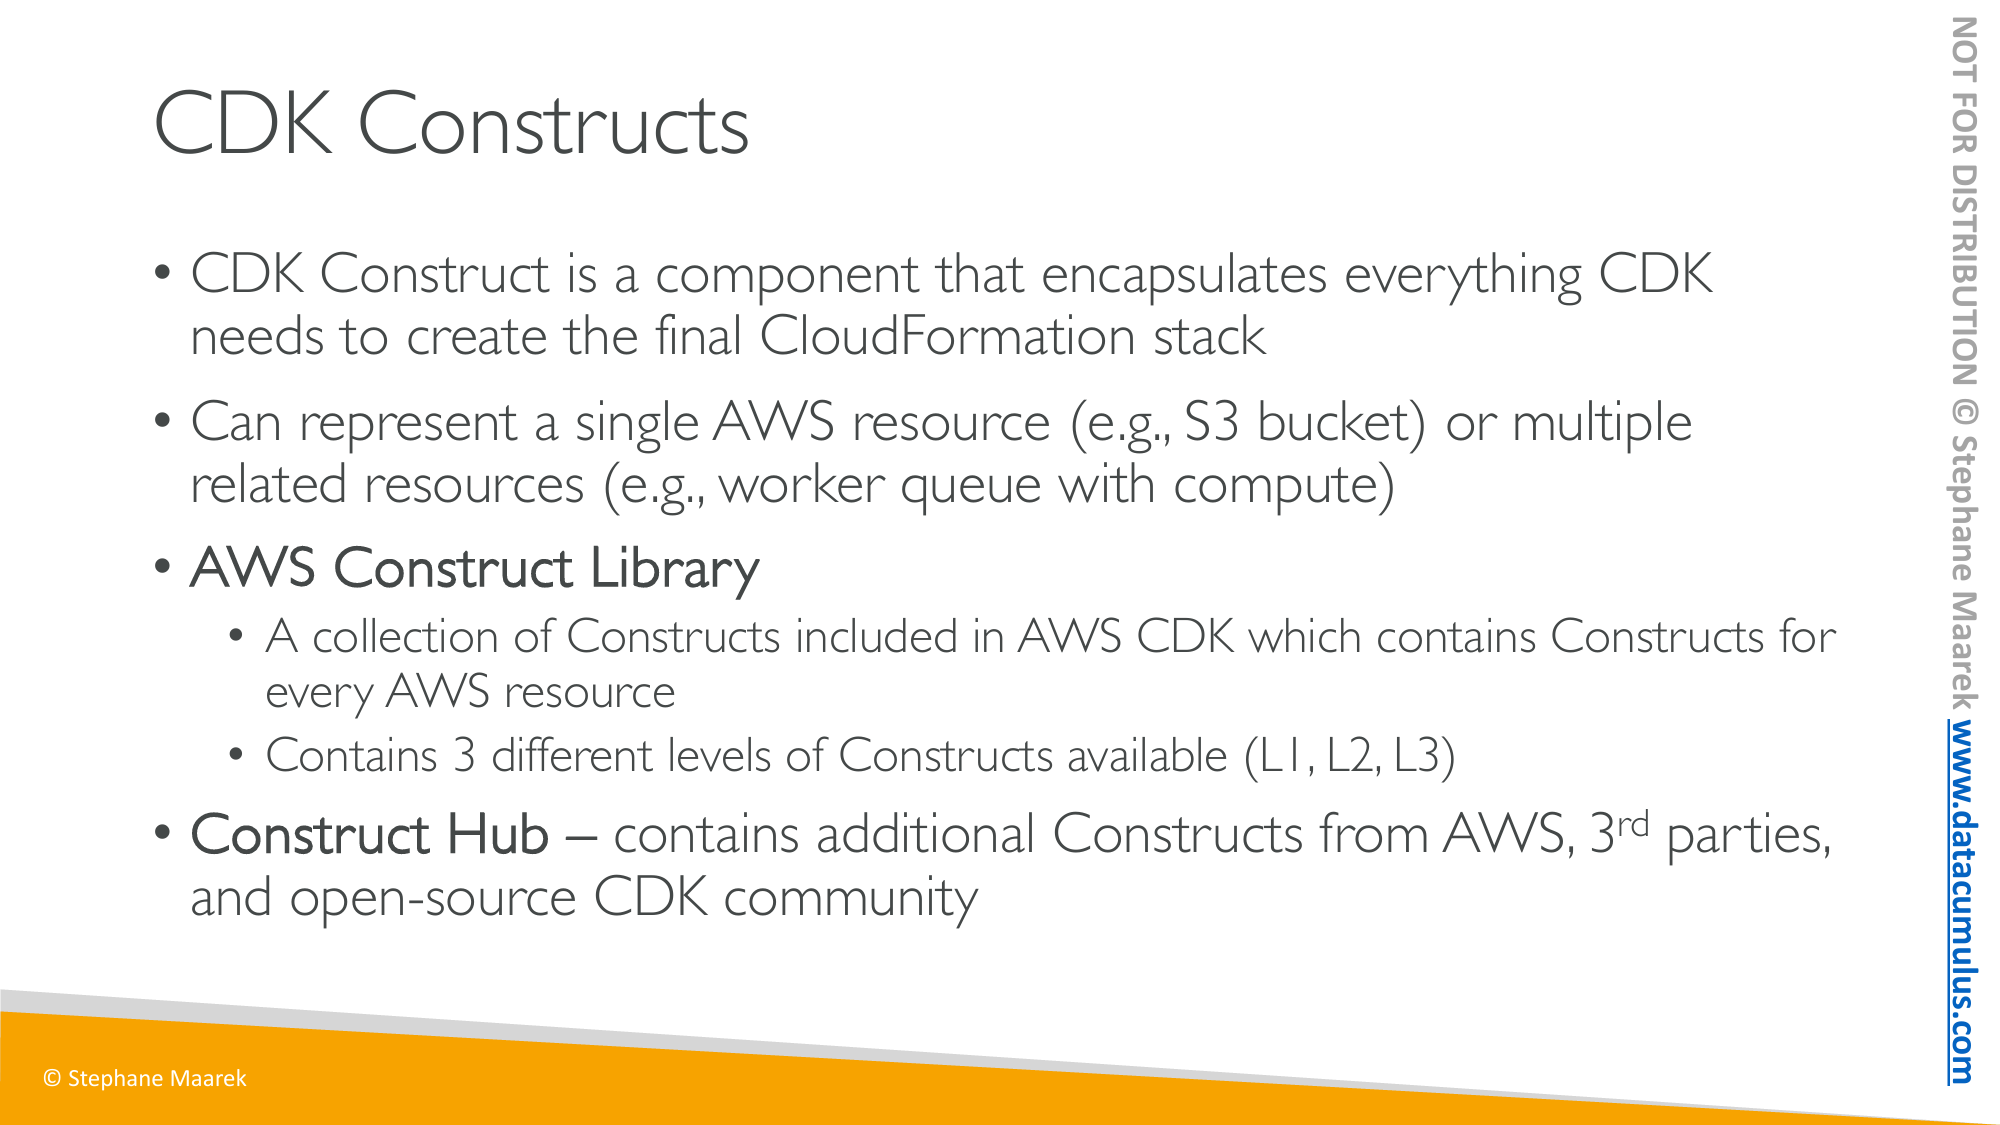 CDK Constructs
• CDK Construct is a component that encapsulates everything CDK
needs to create the final CloudFormation stack
• Can represent a single AWS resource (e.g., S3 bucket) or multiple
related resources (e.g., worker queue with compute)
• AWS Construct Library
• A collection of Constructs included in AWS CDK which contains Constructs for
every AWS resource
• Contains 3 different levels of Constructs available (L1, L2, L3)
• Construct Hub – contains additional Constructs from AWS, 3rd parties,
and open-source CDK community
© Stephane Maarek
NOT FOR DISTRIBUTION © Stephane Maarek www.datacumulus.com